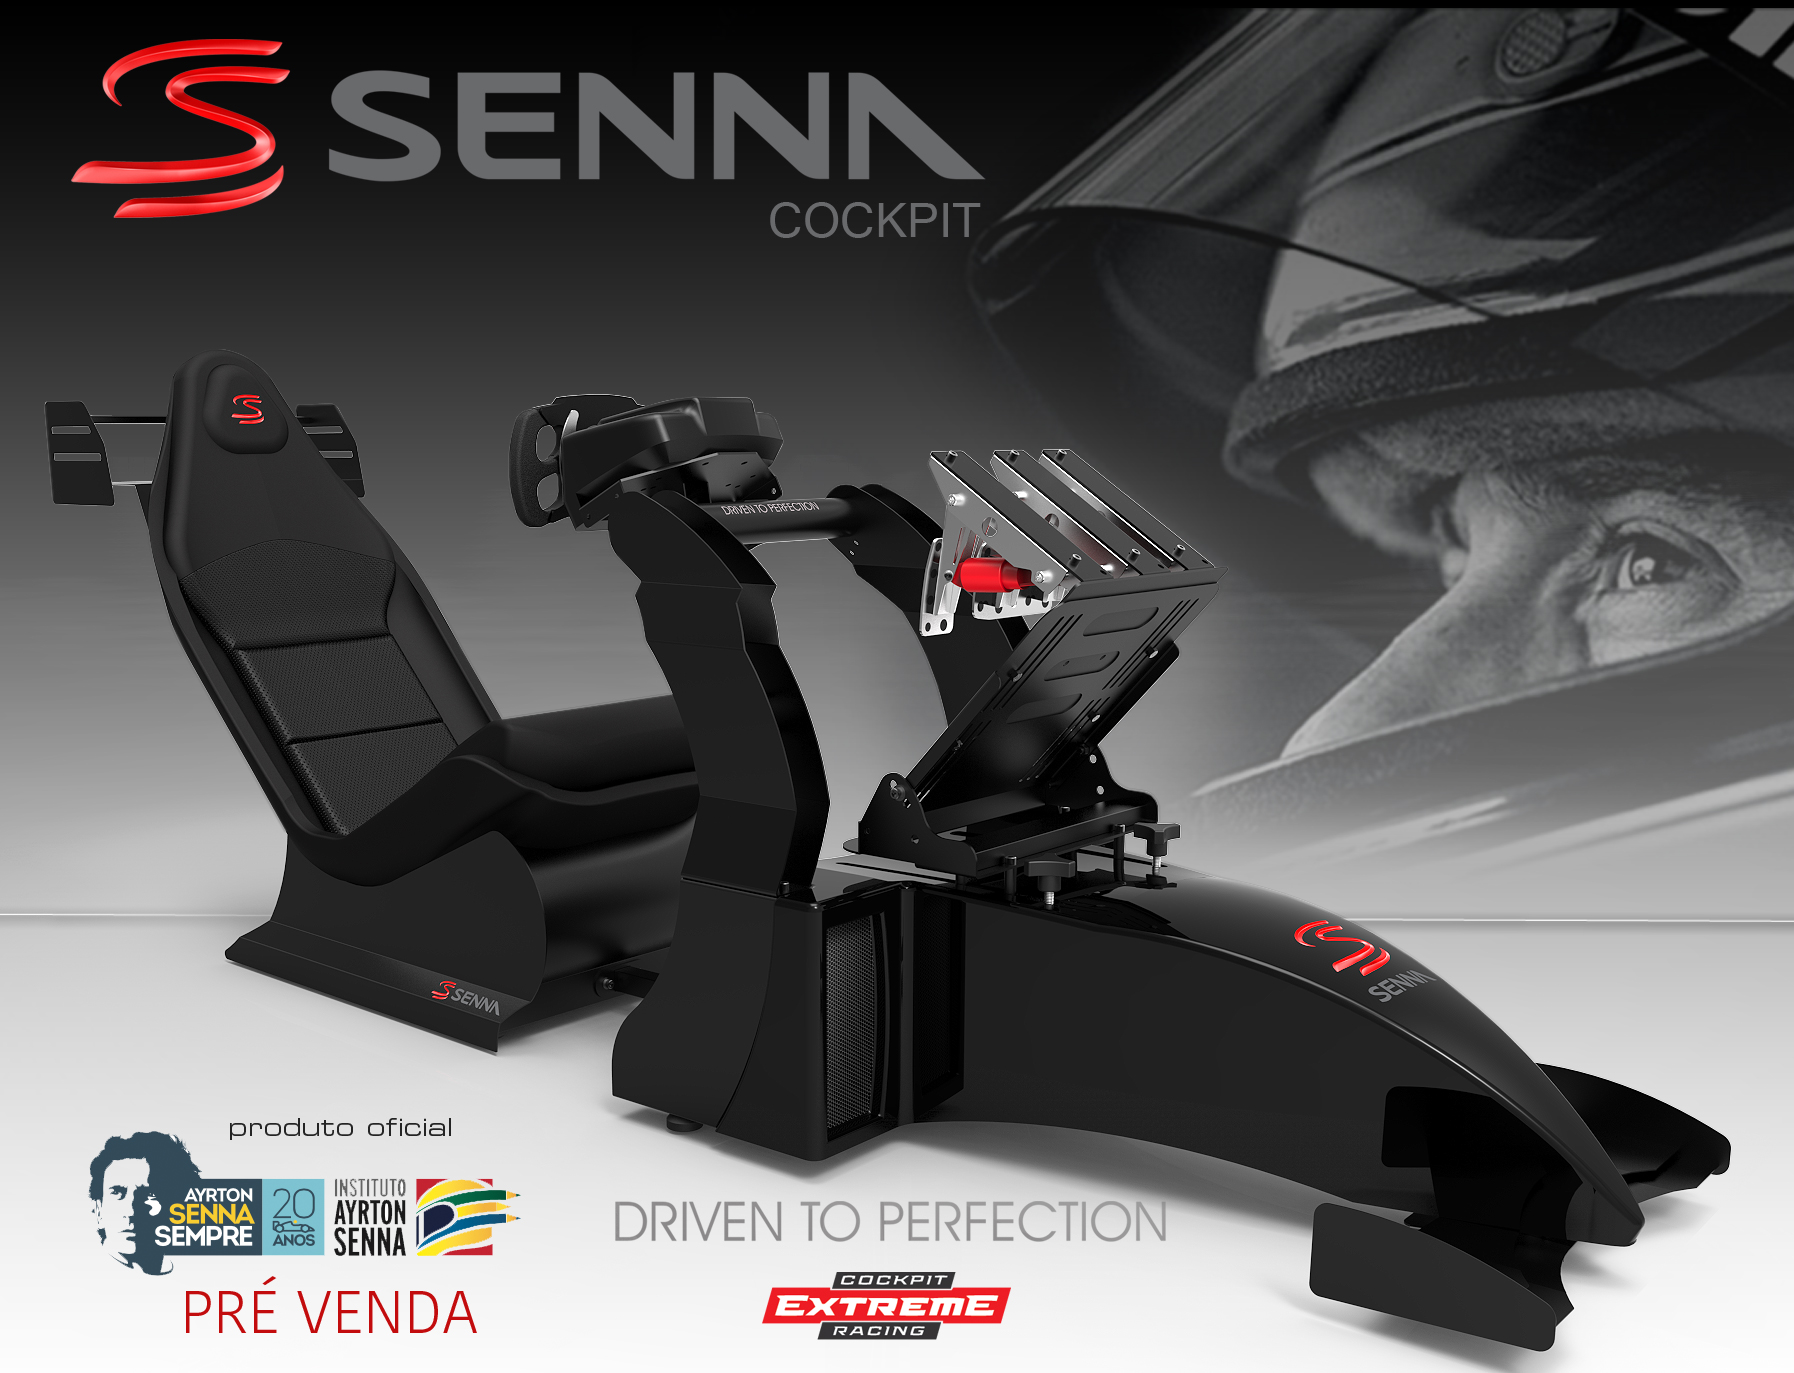 SENNA
COCKPIT
DRIVEN TO PERFECTION
SENNA
SENNA
produto oficial
AYRTON
SENNA
SEMPRE
20
ANOS
INSTITUTO
AYRTON
SENNA
PRÉ VENDA
DRIVEN TO PERFECTION
COCKPIT
EXTREME
RACING